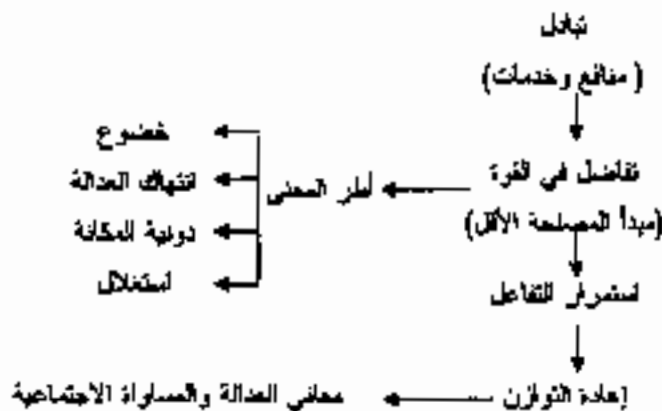 تبادل
(منافع وخدمات)
تفاضل في القوة
(مبدأ المصلحة الأقل)
أطر المعنى
خضوع
انتهاك العدالة
دونية المكانة
استغلال
استمرار للتفاعل
إعادة التوازن
معاني العدالة والمساواة الاجتماعية